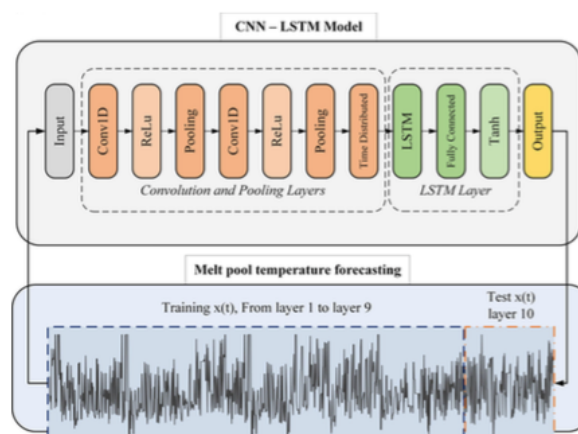 CNN – LSTM Model
Input
Conv1D
ReLu
Pooling
Conv1D
ReLu
Pooling
Time Distributed
LSTM
Fully Connected
Tanh
Output
Convolution and Pooling Layers
LSTM Layer
Melt pool temperature forecasting
Training x(t), From layer 1 to layer 9
Test x(t)
layer 10